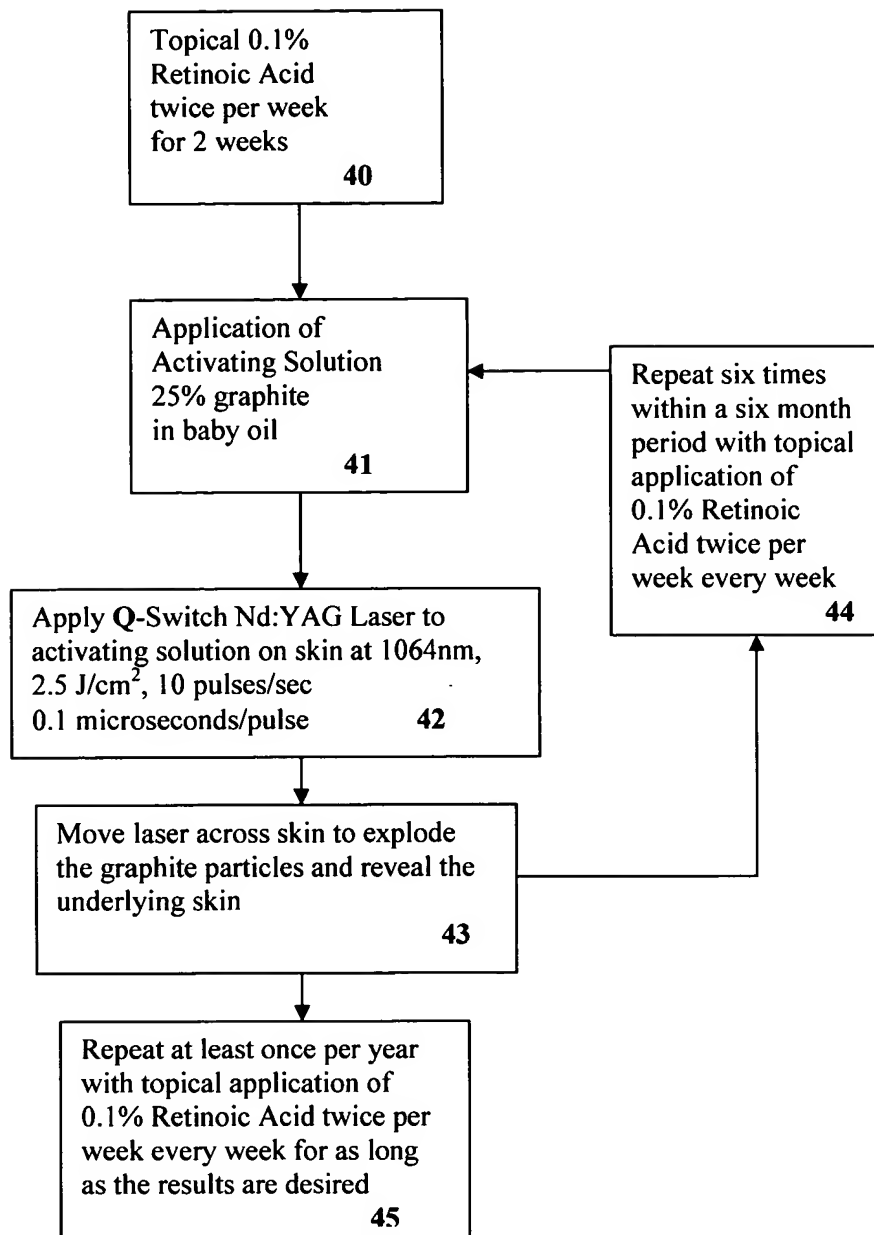 Topical 0.1%
Retinoic Acid
twice per week
for 2 weeks
40
Application of
Activating Solution
25% graphite
in baby oil
41
Repeat six times
within a six month
period with topical
application of
0.1% Retinoic
Acid twice per
week every week
44
Apply Q-Switch Nd:YAG Laser to
activating solution on skin at 1064nm,
2.5 J/cm², 10 pulses/sec
0.1 microseconds/pulse 42
Move laser across skin to explode
the graphite particles and reveal the
underlying skin
43
Repeat at least once per year
with topical application of
0.1% Retinoic Acid twice per
week every week for as long
as the results are desired
45